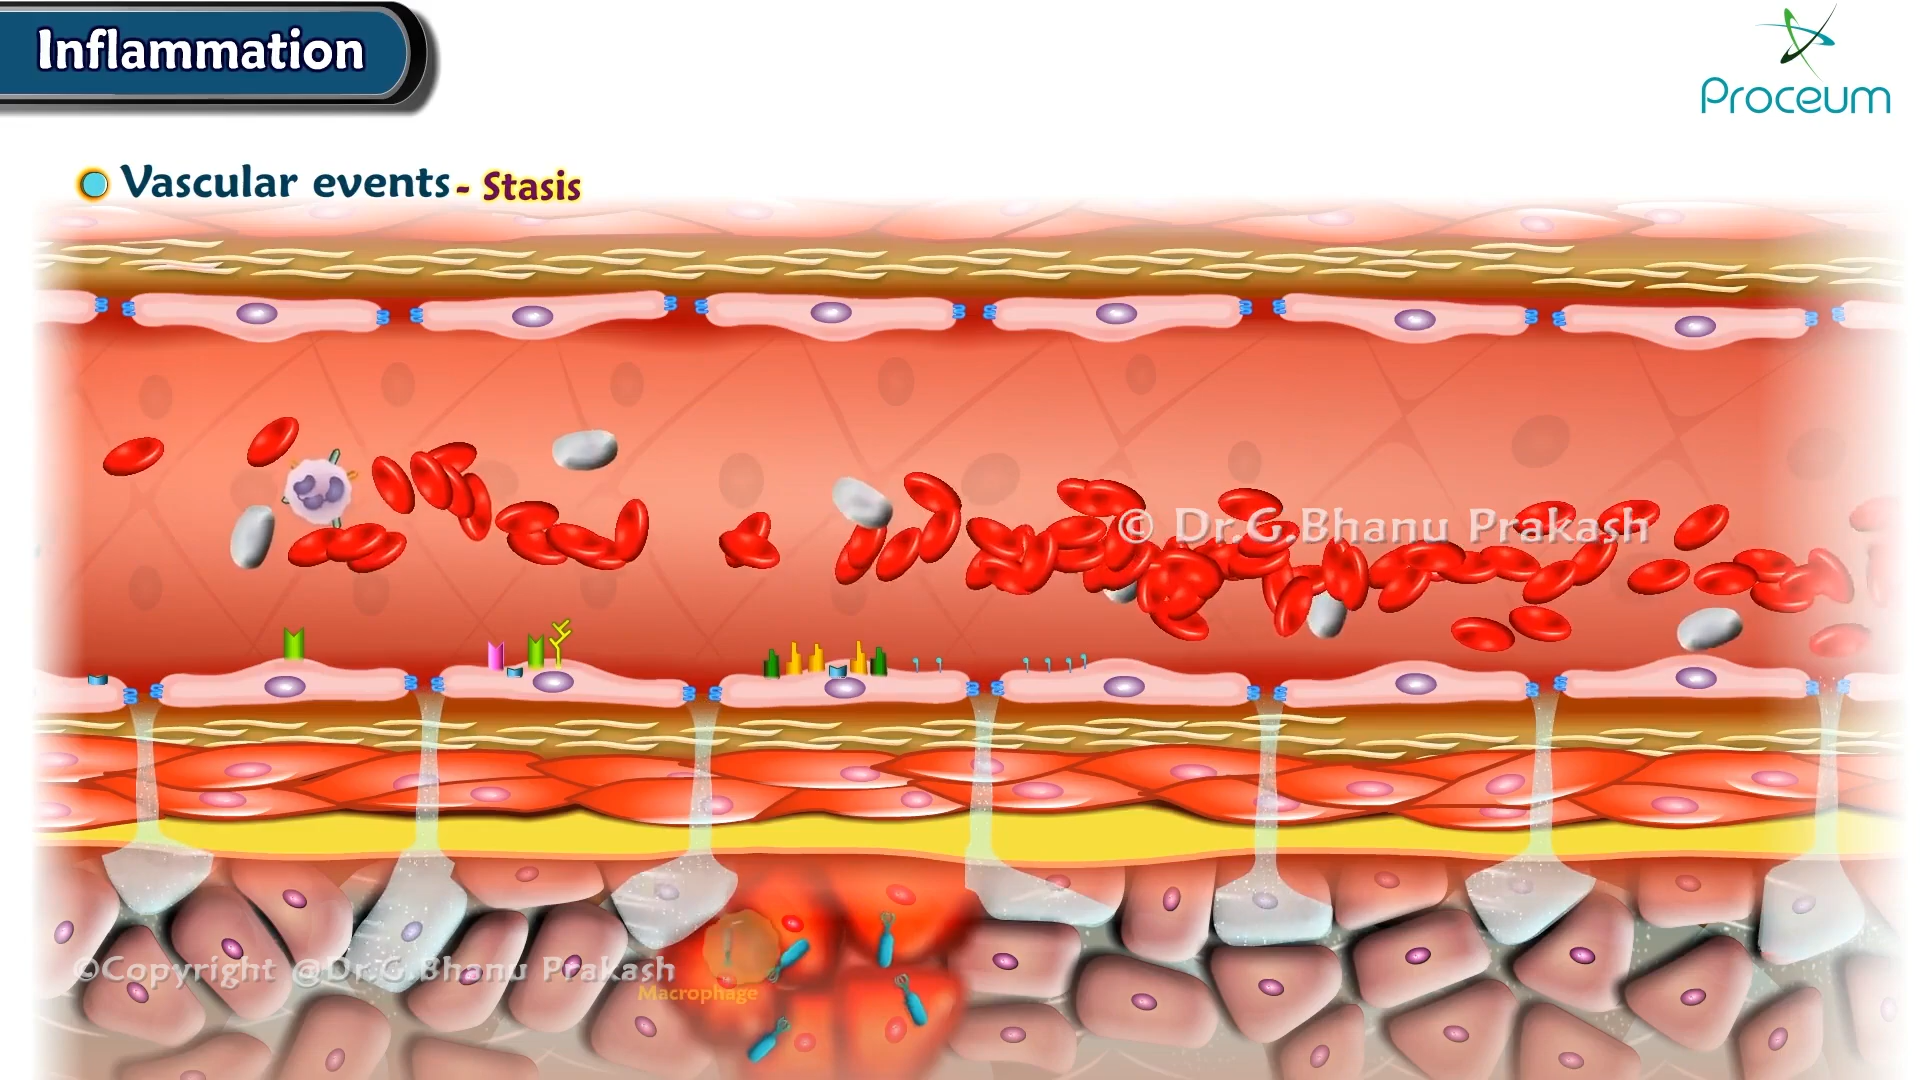 Inflammation
Proceum
Vascular events - Stasis
© Dr.G.Bhanu Prakash
©Copyright @Dr.G.Bhanu Prakash
Macrophage